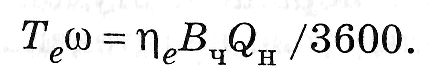 Tₑω = ηₑBчQн /3600.